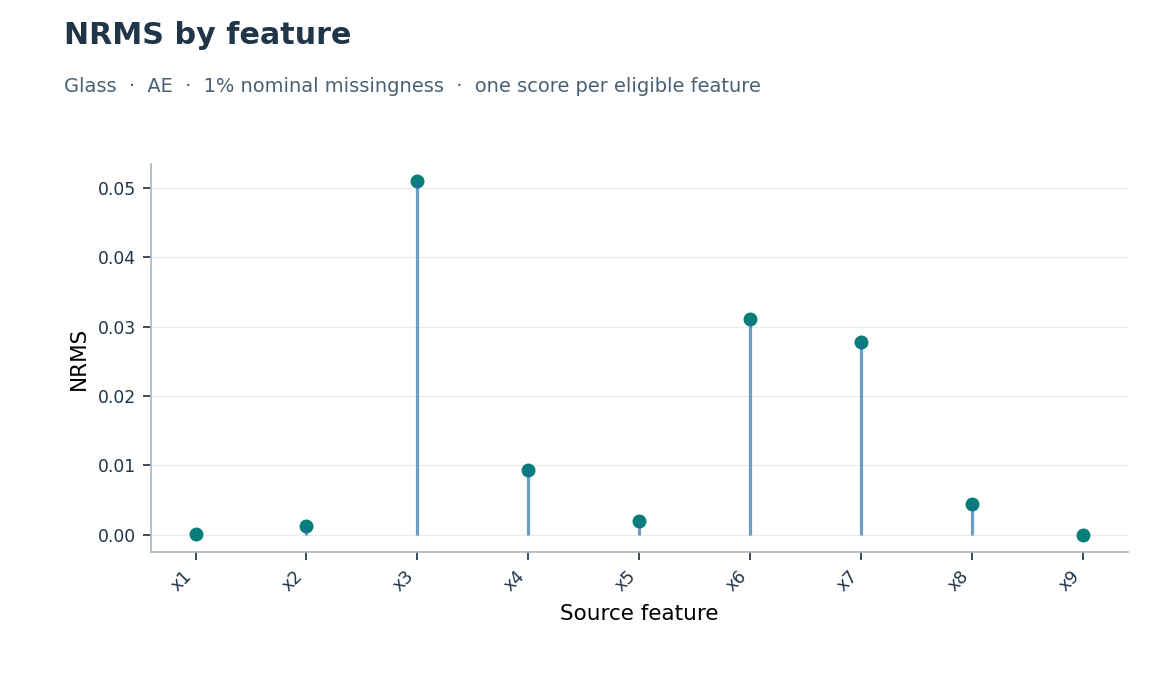 NRMS by feature
Glass · AE · 1% nominal missingness · one score per eligible feature
0.05
0.04
0.03
0.02
0.01
0.00
NRMS
x1 x2 x3 x4 x5 x6 x7 x8 x9
Source feature